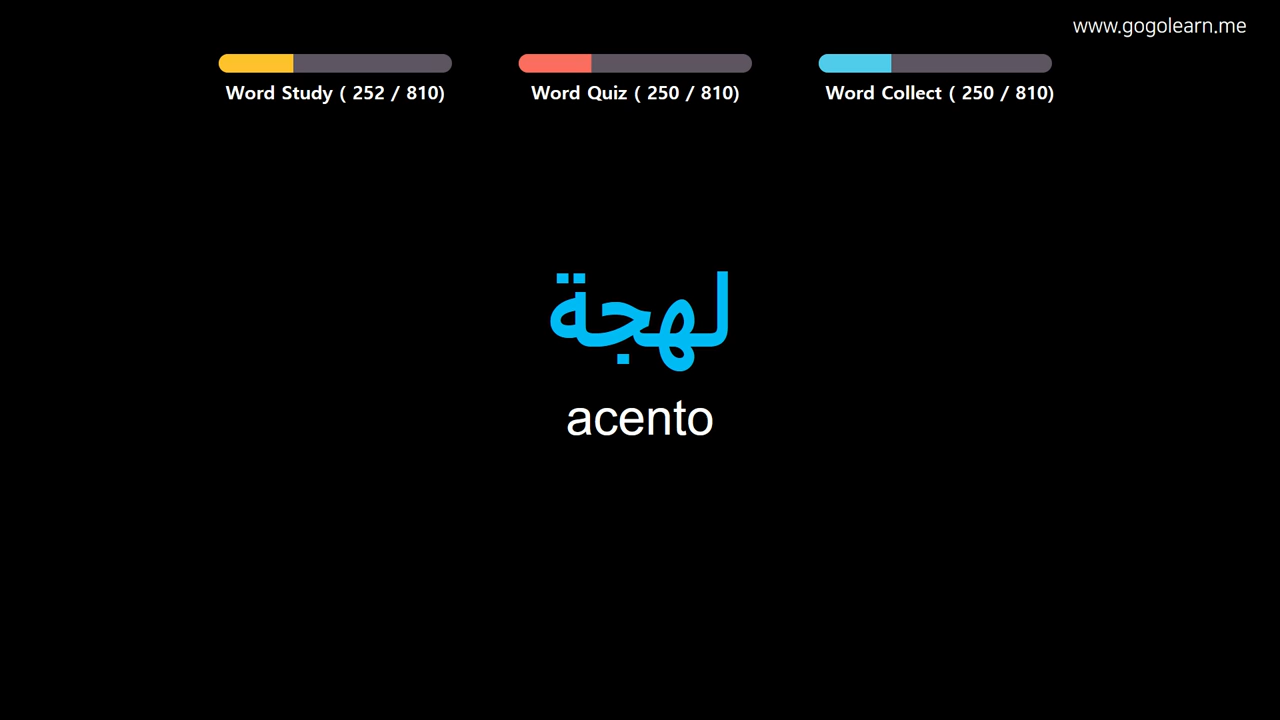 www.gogolearn.me
Word Study ( 252 / 810)
Word Quiz ( 250 / 810)
Word Collect ( 250 / 810)
لهجة
acento